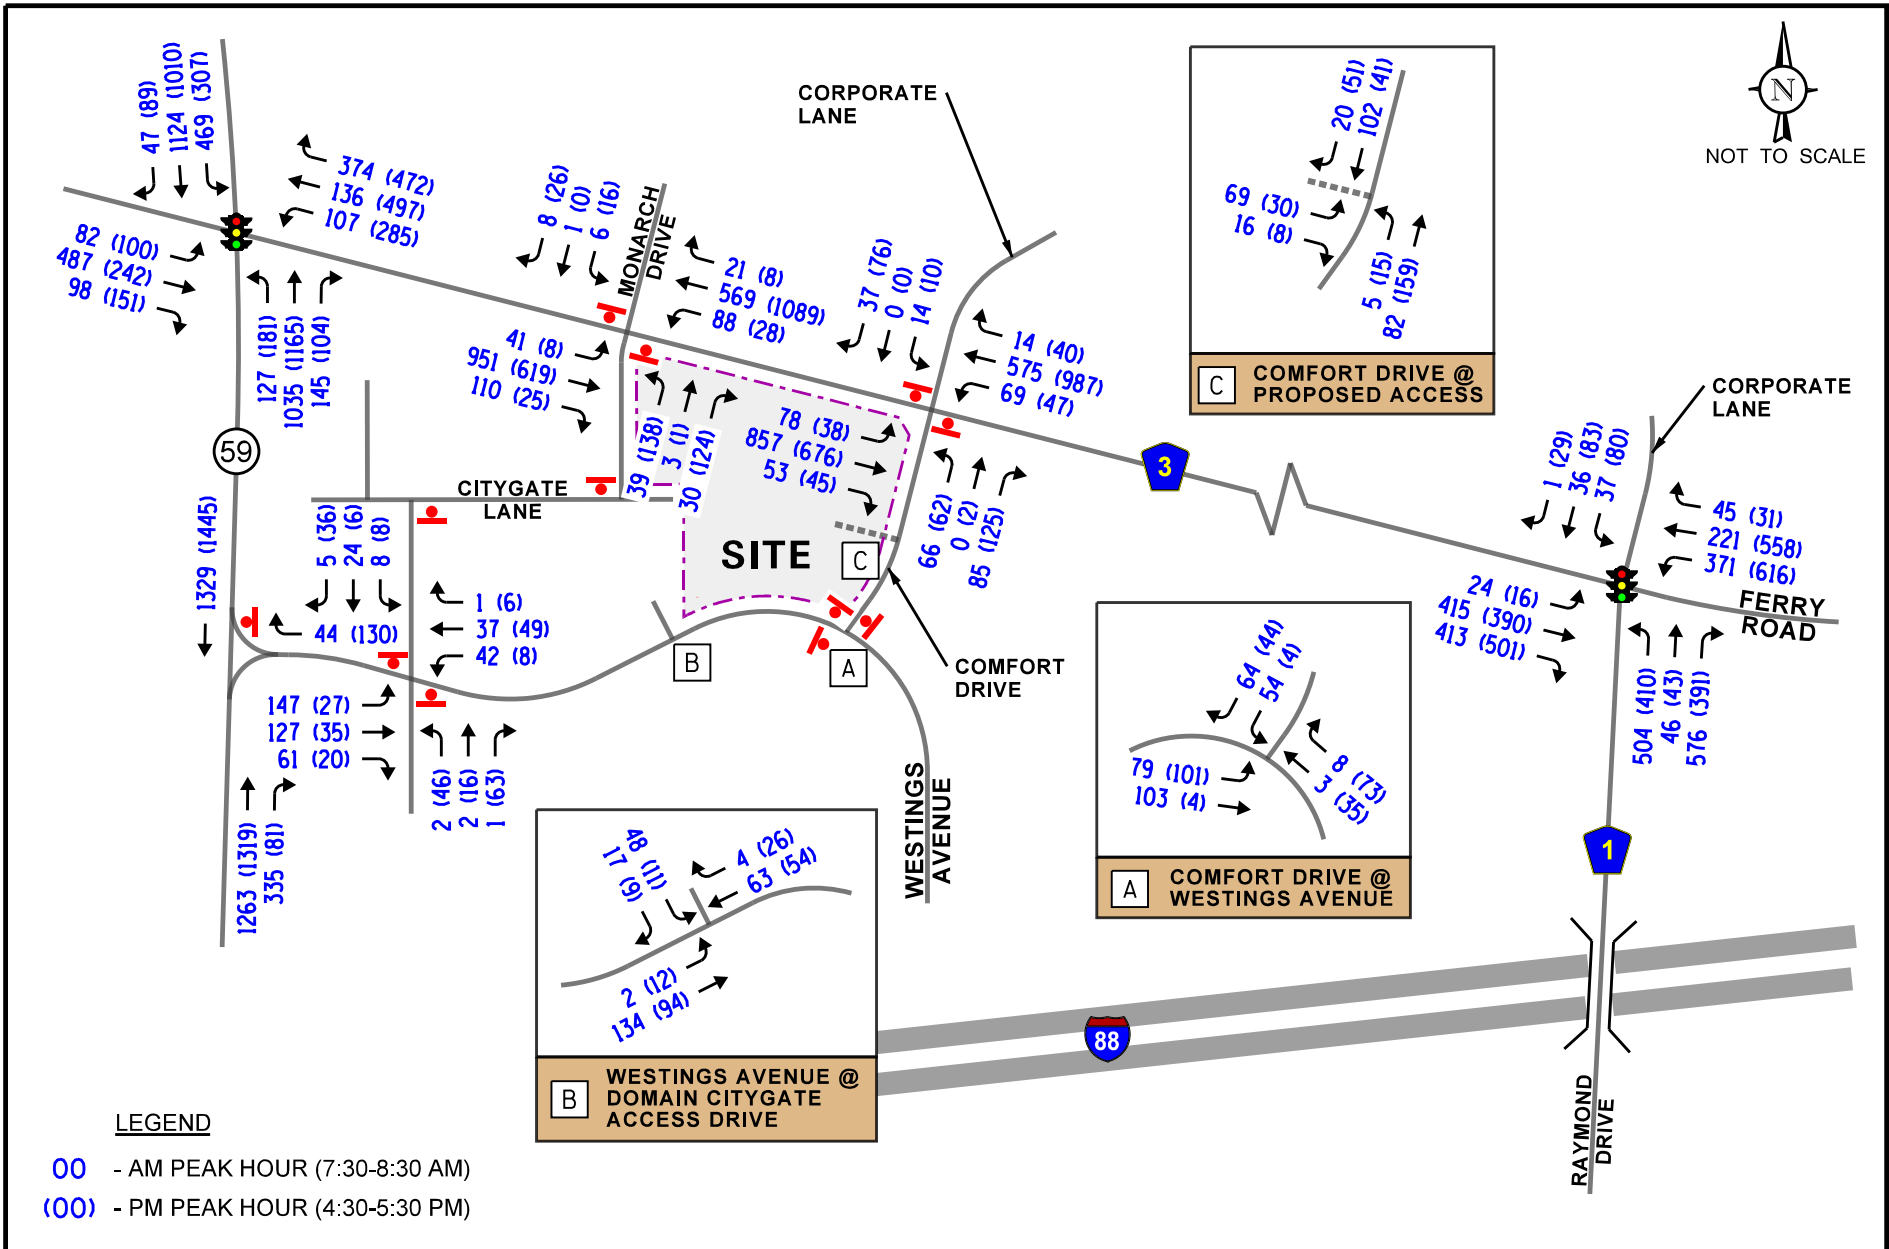 47 (89)
1124 (1010)
469 (307)
374 (472)
136 (497)
107 (285)
82 (100)
487 (242)
98 (151)
127 (181)
1035 (1165)
145 (104)
59
8 (26)
1 (0)
6 (16)
MONARCH
DRIVE
21 (8)
569 (1089)
88 (28)
41 (8)
951 (619)
110 (25)
39 (138)
3 (1)
30 (124)
CORPORATE
LANE
37 (76)
0 (0)
14 (10)
14 (40)
575 (987)
69 (47)
78 (38)
857 (676)
53 (45)
66 (62)
0 (2)
85 (125)
20 (51)
102 (41)
69 (30)
16 (8)
5 (15)
82 (159)
C
COMFORT DRIVE @
PROPOSED ACCESS
N
NOT TO SCALE
3
CORPORATE
LANE
1 (29)
36 (83)
37 (80)
45 (31)
221 (558)
371 (616)
24 (16)
415 (390)
413 (501)
504 (410)
46 (43)
576 (391)
FERRY
ROAD
CITYGATE
LANE
SITE
C
B
A
COMFORT
DRIVE
WESTINGS
AVENUE
1329 (1445)
44 (130)
5 (36)
24 (6)
8 (8)
1 (6)
37 (49)
42 (8)
147 (27)
127 (35)
61 (20)
2 (46)
2 (16)
1 (63)
1263 (1319)
335 (81)
64 (44)
54 (4)
79 (101)
103 (4)
8 (73)
3 (35)
A
COMFORT DRIVE @
WESTINGS AVENUE
48 (11)
17 (9)
4 (26)
63 (54)
2 (12)
134 (94)
B
WESTINGS AVENUE @
DOMAIN CITYGATE
ACCESS DRIVE
1
88
RAYMOND
DRIVE
LEGEND
00 - AM PEAK HOUR (7:30-8:30 AM)
(00) - PM PEAK HOUR (4:30-5:30 PM)